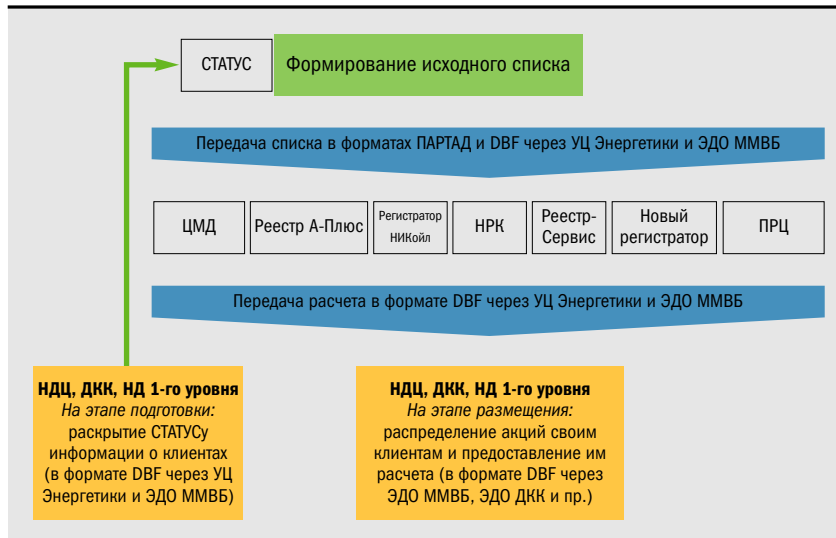 СТАТУС
Формирование исходного списка
Передача списка в форматах ПАРТАД и DBF через УЦ Энергетики и ЭДО ММВБ
ЦМД
Реестр А-Плюс
Регистратор
НИКойл
НРК
Реестр-
Сервис
Новый
регистратор
ПРЦ
Передача расчета в формате DBF через УЦ Энергетики и ЭДО ММВБ
НДЦ, ДКК, НД 1-го уровня
На этапе подготовки:
раскрытие СТАТУСу
информации о клиентах
(в формате DBF через УЦ
Энергетики и ЭДО ММВБ)
НДЦ, ДКК, НД 1-го уровня
На этапе размещения:
распределение акций своим
клиентам и предоставление им
расчета (в формате DBF через
ЭДО ММВБ, ЭДО ДКК и пр.)